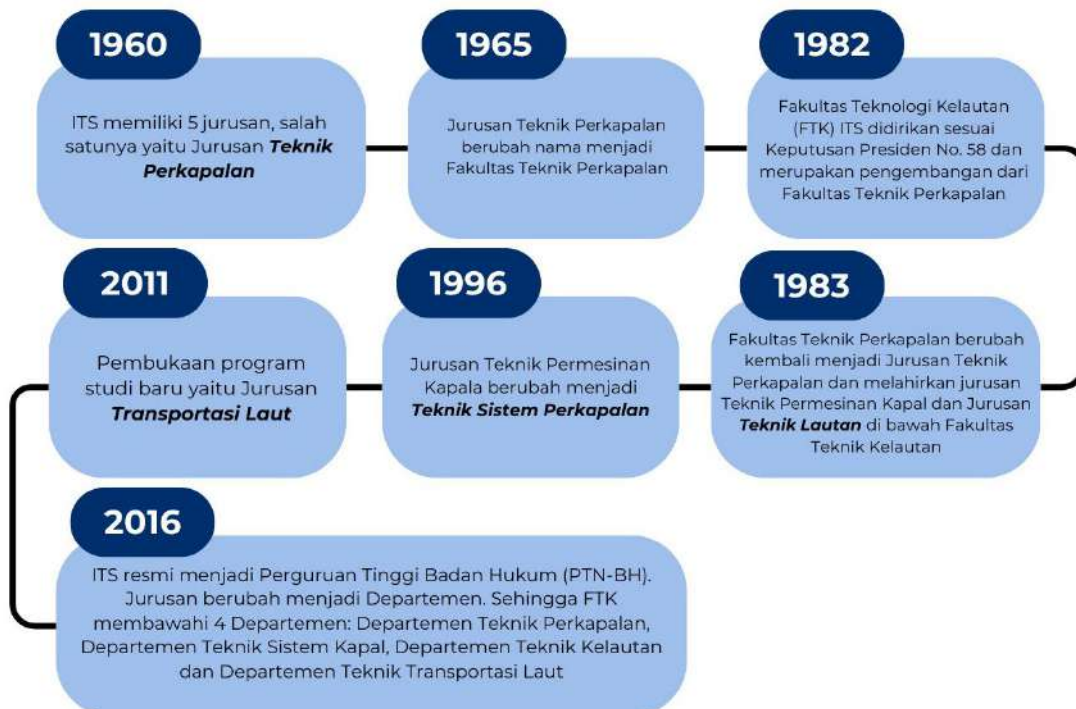 1960
ITS memiliki 5 jurusan, salah
satunya yaitu Jurusan Teknik
Perkapalan
1965
Jurusan Teknik Perkapalan
berubah nama menjadi
Fakultas Teknik Perkapalan
1982
Fakultas Teknologi Kelautan
(FTK) ITS didirikan sesuai
Keputusan Presiden No. 58 dan
merupakan pengembangan dari
Fakultas Teknik Perkapalan
1983
Fakultas Teknik Perkapalan berubah
kembali menjadi Jurusan Teknik
Perkapalan dan melahirkan jurusan
Teknik Permesinan Kapal dan Jurusan
Teknik Lautan di bawah Fakultas
Teknik Kelautan
1996
Jurusan Teknik Permesinan
Kapala berubah menjadi
Teknik Sistem Perkapalan
2011
Pembukaan program
studi baru yaitu Jurusan
Transportasi Laut
2016
ITS resmi menjadi Perguruan Tinggi Badan Hukum (PTN-BH).
Jurusan berubah menjadi Departemen. Sehingga FTK
membawahi 4 Departemen: Departemen Teknik Perkapalan,
Departemen Teknik Sistem Kapal, Departemen Teknik Kelautan
dan Departemen Teknik Transportasi Laut